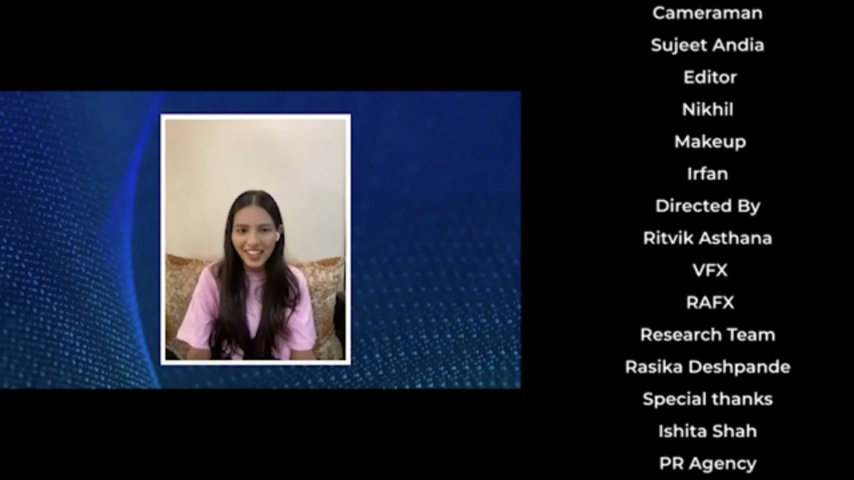 Cameraman
Sujeet Andia
Editor
Nikhil
Makeup
Irfan
Directed By
Ritvik Asthana
VFX
RAFX
Research Team
Rasika Deshpande
Special thanks
Ishita Shah
PR Agency